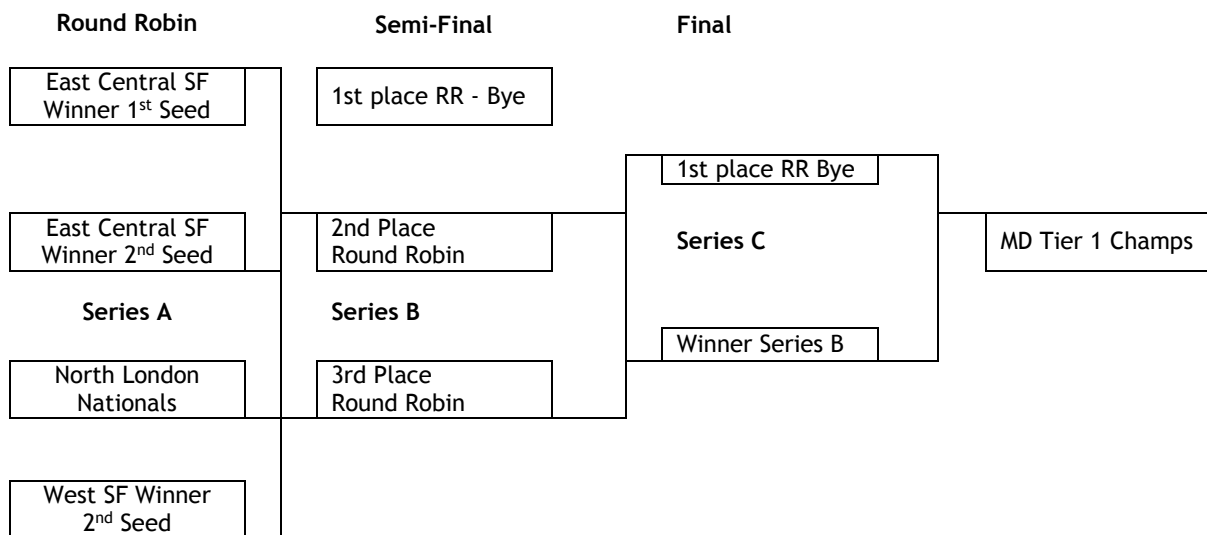 Round Robin
Semi-Final
Final
East Central SF
Winner 1st Seed
1st place RR - Bye
1st place RR Bye
East Central SF
Winner 2nd Seed
2nd Place
Round Robin
Series C
MD Tier 1 Champs
Series A
Series B
Winner Series B
North London
Nationals
3rd Place
Round Robin
West SF Winner
2nd Seed